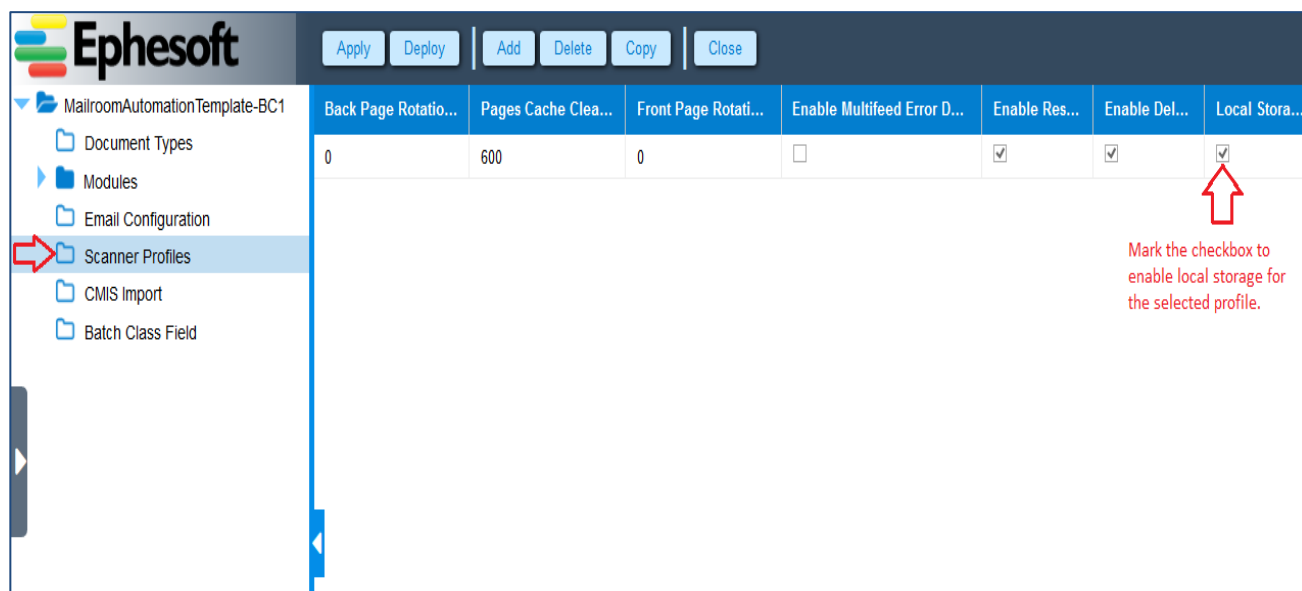 Ephesoft
Apply Deploy Add Delete Copy Close
MailroomAutomationTemplate-BC1
Document Types
Modules
Email Configuration
Scanner Profiles
CMIS Import
Batch Class Field
Back Page Rotatio... Pages Cache Clea... Front Page Rotati... Enable Multifeed Error D... Enable Res... Enable Del... Local Stora...
0 600 0
Mark the checkbox to
enable local storage for
the selected profile.